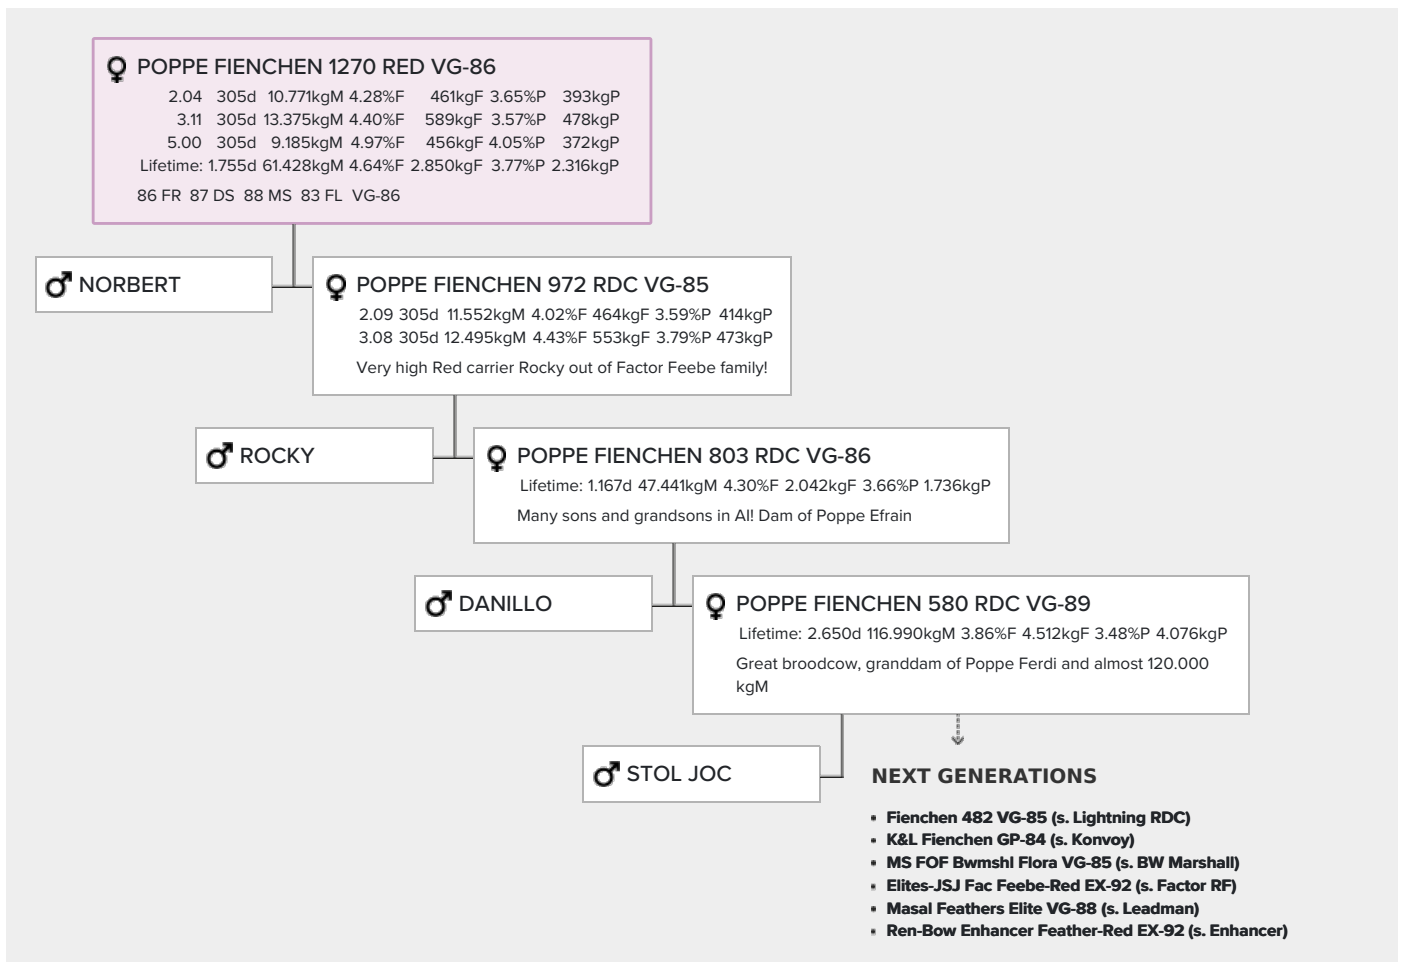 POPPE FIENCHEN 1270 RED VG-86
2.04 305d 10.771kgM 4.28%F 461kgF 3.65%P 393kgP
3.11 305d 13.375kgM 4.40%F 589kgF 3.57%P 478kgP
5.00 305d 9.185kgM 4.97%F 456kgF 4.05%P 372kgP
Lifetime: 1.755d 61.428kgM 4.64%F 2.850kgF 3.77%P 2.316kgP
86 FR 87 DS 88 MS 83 FL VG-86
NORBERT
POPPE FIENCHEN 972 RDC VG-85
2.09 305d 11.552kgM 4.02%F 464kgF 3.59%P 414kgP
3.08 305d 12.495kgM 4.43%F 553kgF 3.79%P 473kgP
Very high Red carrier Rocky out of Factor Feebe family!
ROCKY
POPPE FIENCHEN 803 RDC VG-86
Lifetime: 1.167d 47.441kgM 4.30%F 2.042kgF 3.66%P 1.736kgP
Many sons and grandsons in AI! Dam of Poppe Efrain
DANILLO
POPPE FIENCHEN 580 RDC VG-89
Lifetime: 2.650d 116.990kgM 3.86%F 4.512kgF 3.48%P 4.076kgP
Great broodcow, granddam of Poppe Ferdi and almost 120.000
kgM
STOL JOC
NEXT GENERATIONS
• Fienchen 482 VG-85 (s. Lightning RDC)
• K&L Fienchen GP-84 (s. Konvoy)
• MS FOF Bwmshl Flora VG-85 (s. BW Marshall)
• Elites-JSJ Fac Feebe-Red EX-92 (s. Factor RF)
• Masal Feathers Elite VG-88 (s. Leadman)
• Ren-Bow Enhancer Feather-Red EX-92 (s. Enhancer)